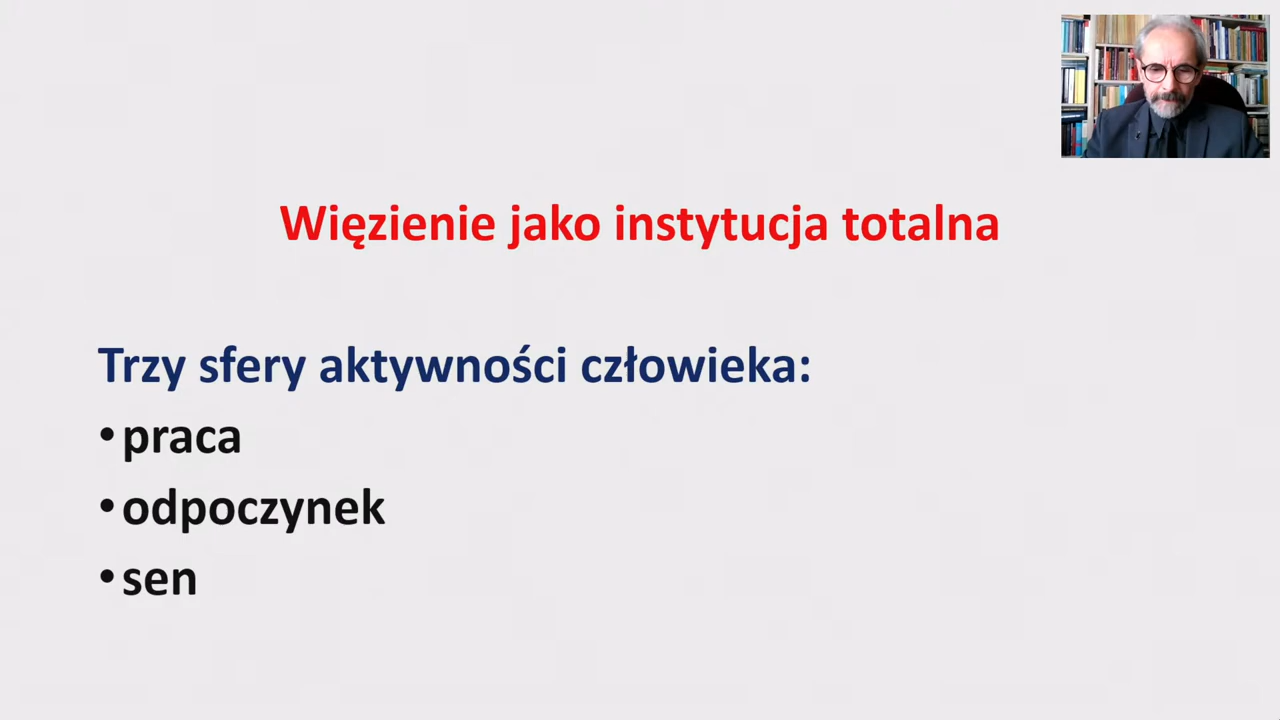 Więzienie jako instytucja totalna
Trzy sfery aktywności człowieka:
•praca
•odpoczynek
•sen